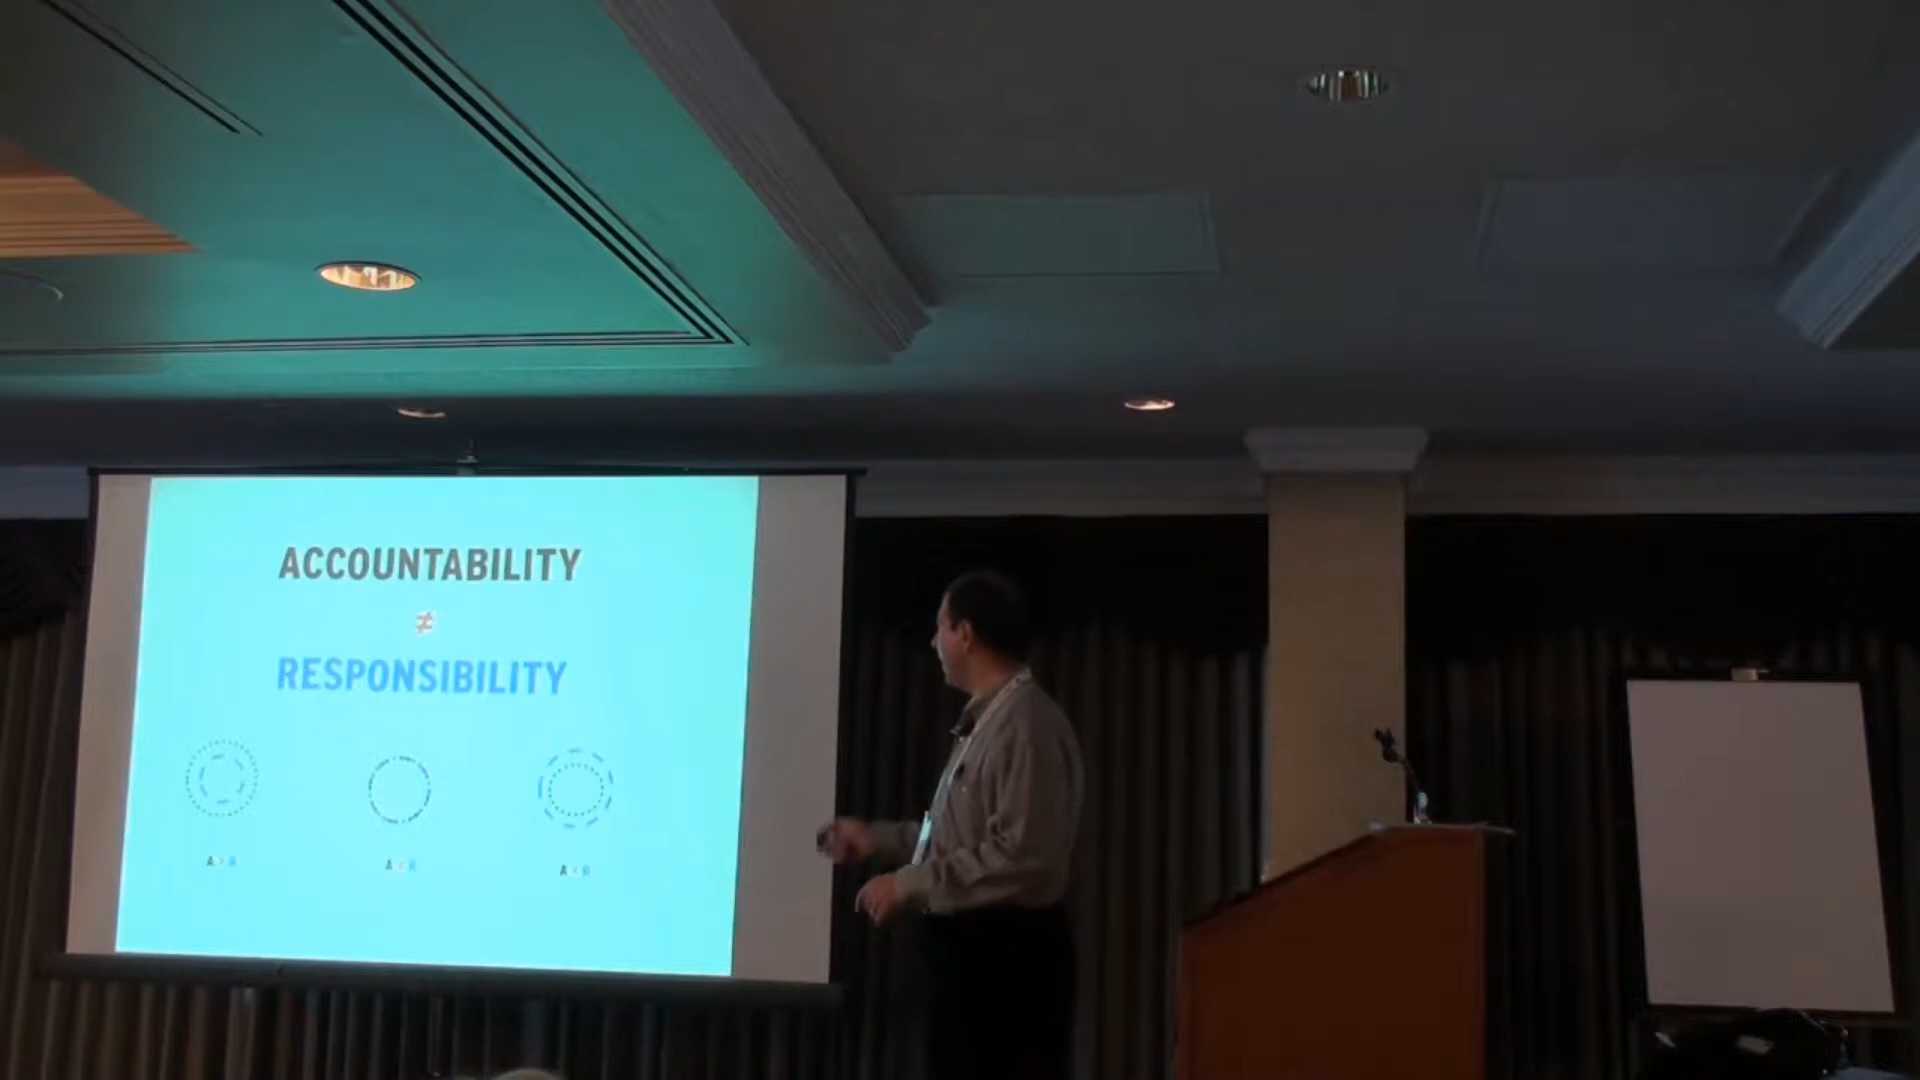 ACCOUNTABILITY
≠
RESPONSIBILITY
A > R
A < R